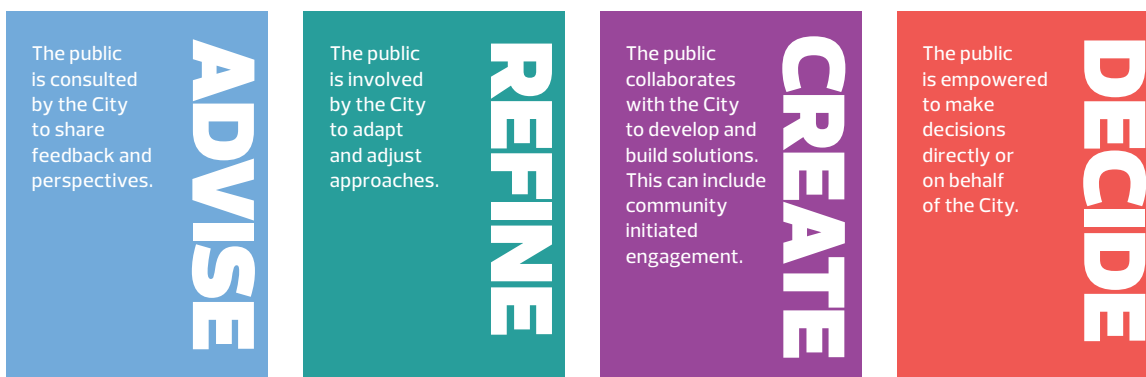 The public
is consulted
by the City
to share
feedback and
perspectives.
ADVISE
The public
is involved
by the City
to adapt
and adjust
approaches.
REFINE
The public
collaborates
with the City
to develop and
build solutions.
This can include
community
initiated
engagement.
CREATE
The public
is empowered
to make
decisions
directly or
on behalf
of the City.
DECIDE